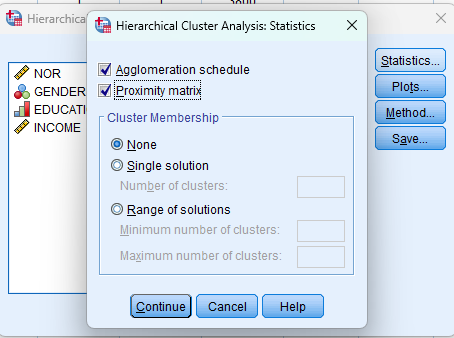 Hierarchical
Hierarchical Cluster Analysis: Statistics
NOR
GENDER
EDUCATI
INCOME
Agglomeration schedule
Proximity matrix
Cluster Membership
None
Single solution
Number of clusters:
Range of solutions
Minimum number of clusters:
Maximum number of clusters:
Continue
Cancel
Help
Statistics...
Plots...
Method...
Save...